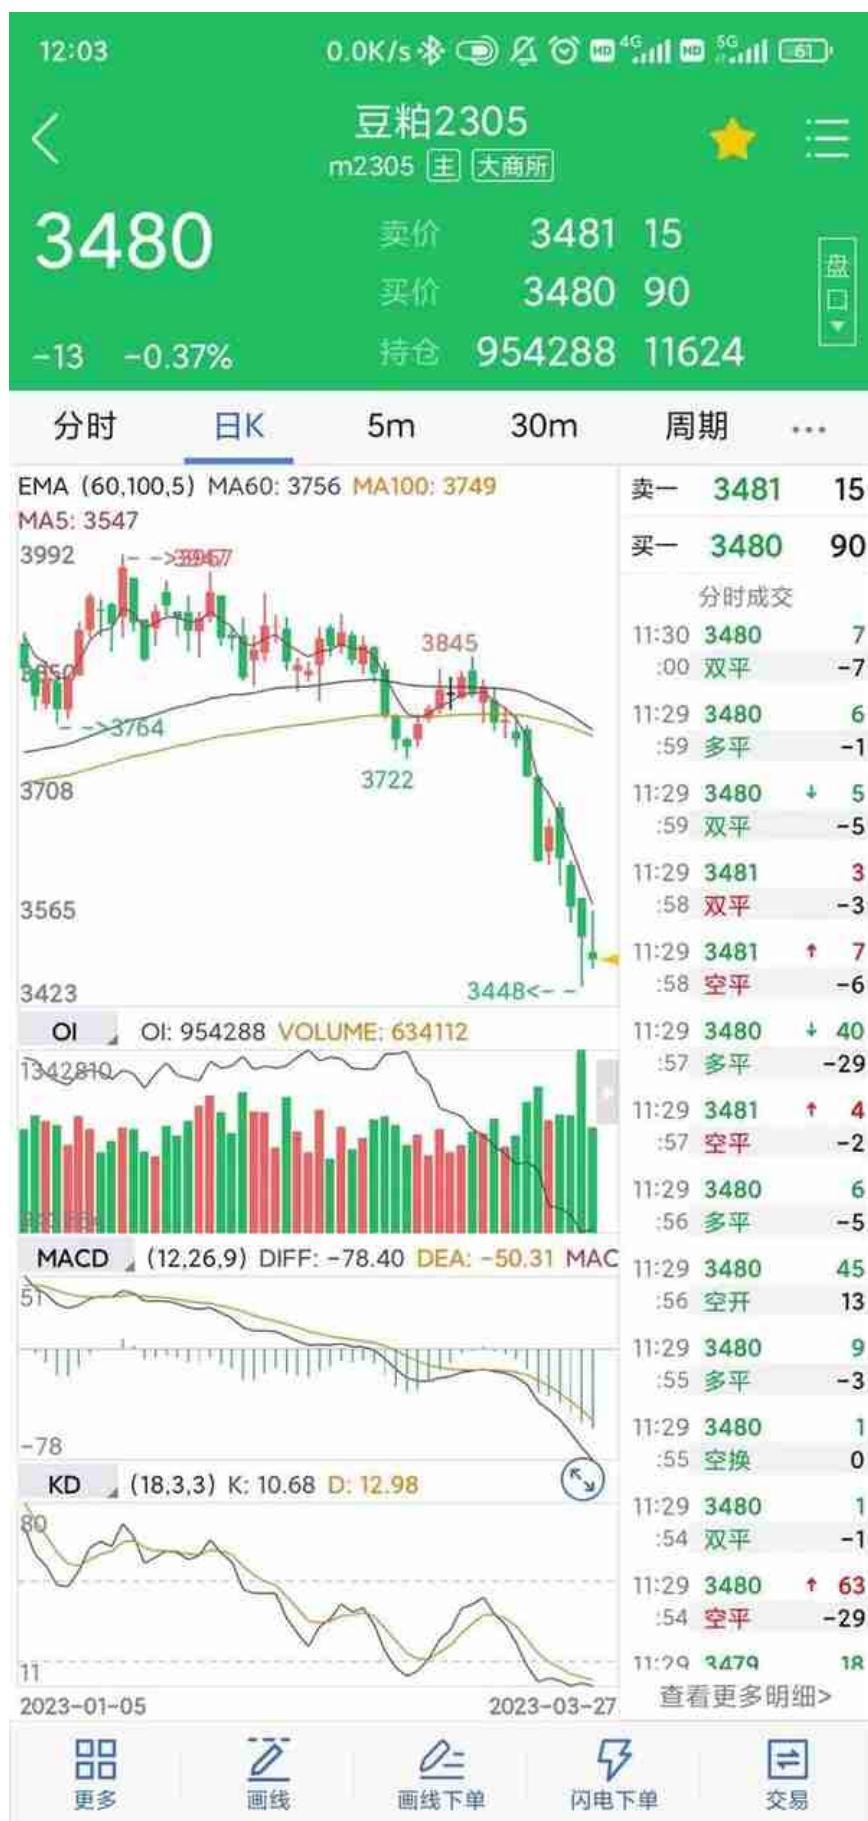 12:03 0.0K/s HD 4G HD 5G 61
豆粕2305
m2305 主 大商所
3480 卖价 3481 15
买价 3480 90
盘口
-13 -0.37% 持仓 954288 11624
分时 日K 5m 30m 周期 ...
EMA (60,100,5) MA60: 3756 MA100: 3749
MA5: 3547
3992
3850
3845
-->3764
3722
3708
3565
3448<--
3423
OI OI: 954288 VOLUME: 634112
1342810
MACD (12,26,9) DIFF: -78.40 DEA: -50.31 MAC
51
-78
KD (18,3,3) K: 10.68 D: 12.98
80
11
2023-01-05 2023-03-27
卖一 3481 15
买一 3480 90
分时成交
11:30 3480 7
:00 双平 -7
11:29 3480 6
:59 多平 -1
11:29 3480 ↓ 5
:59 双平 -5
11:29 3481 3
:58 双平 -3
11:29 3481 ↑ 7
:58 空平 -6
11:29 3480 ↓ 40
:57 多平 -29
11:29 3481 ↑ 4
:57 空平 -2
11:29 3480 6
:56 多平 -5
11:29 3480 45
:56 空开 13
11:29 3480 9
:55 多平 -3
11:29 3480 1
:55 空换 0
11:29 3480 1
:54 双平 -1
11:29 3480 ↑ 63
:54 空平 -29
11:29 3479 18
查看更多明细>
更多 画线 画线下单 闪电下单 交易